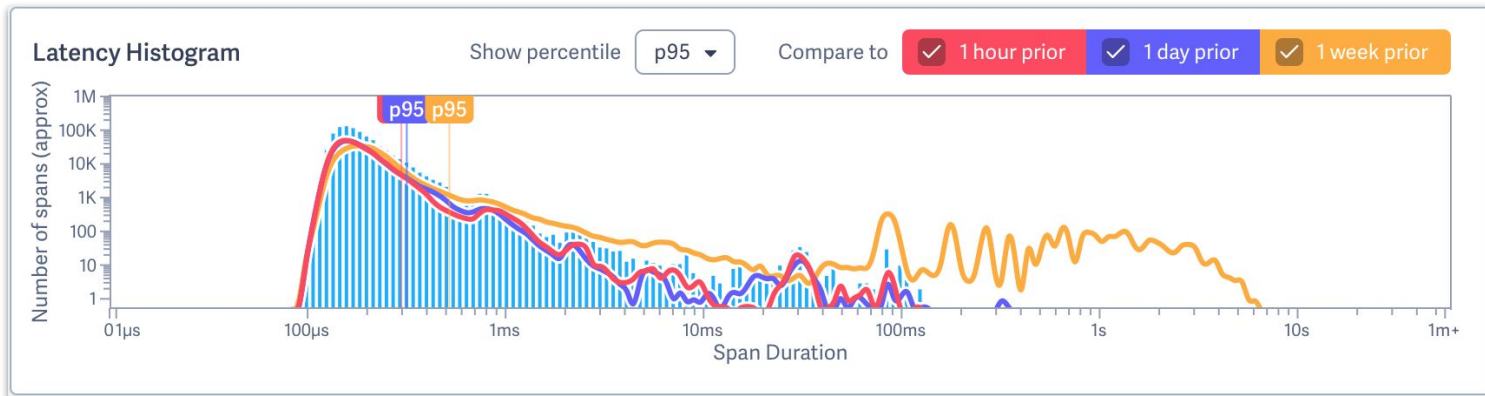 Latency Histogram
Show percentile
p95
Compare to
1 hour prior
1 day prior
1 week prior
Number of spans (approx)
1M
100K
10K
1K
100
10
1
p95
p95
0 1µs
100µs
1ms
10ms
100ms
1s
10s
1m+
Span Duration